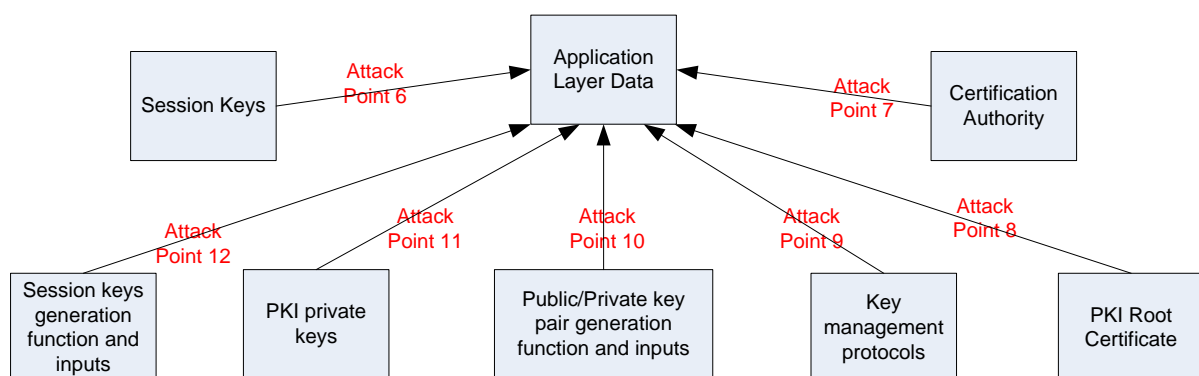 Application
Layer Data
Session Keys
Attack
Point 6
Attack
Point 7
Certification
Authority
Attack
Point 12
Attack
Point 11
Attack
Point 10
Attack
Point 9
Attack
Point 8
Session keys
generation
function and
inputs
PKI private
keys
Public/Private key
pair generation
function and inputs
Key
management
protocols
PKI Root
Certificate